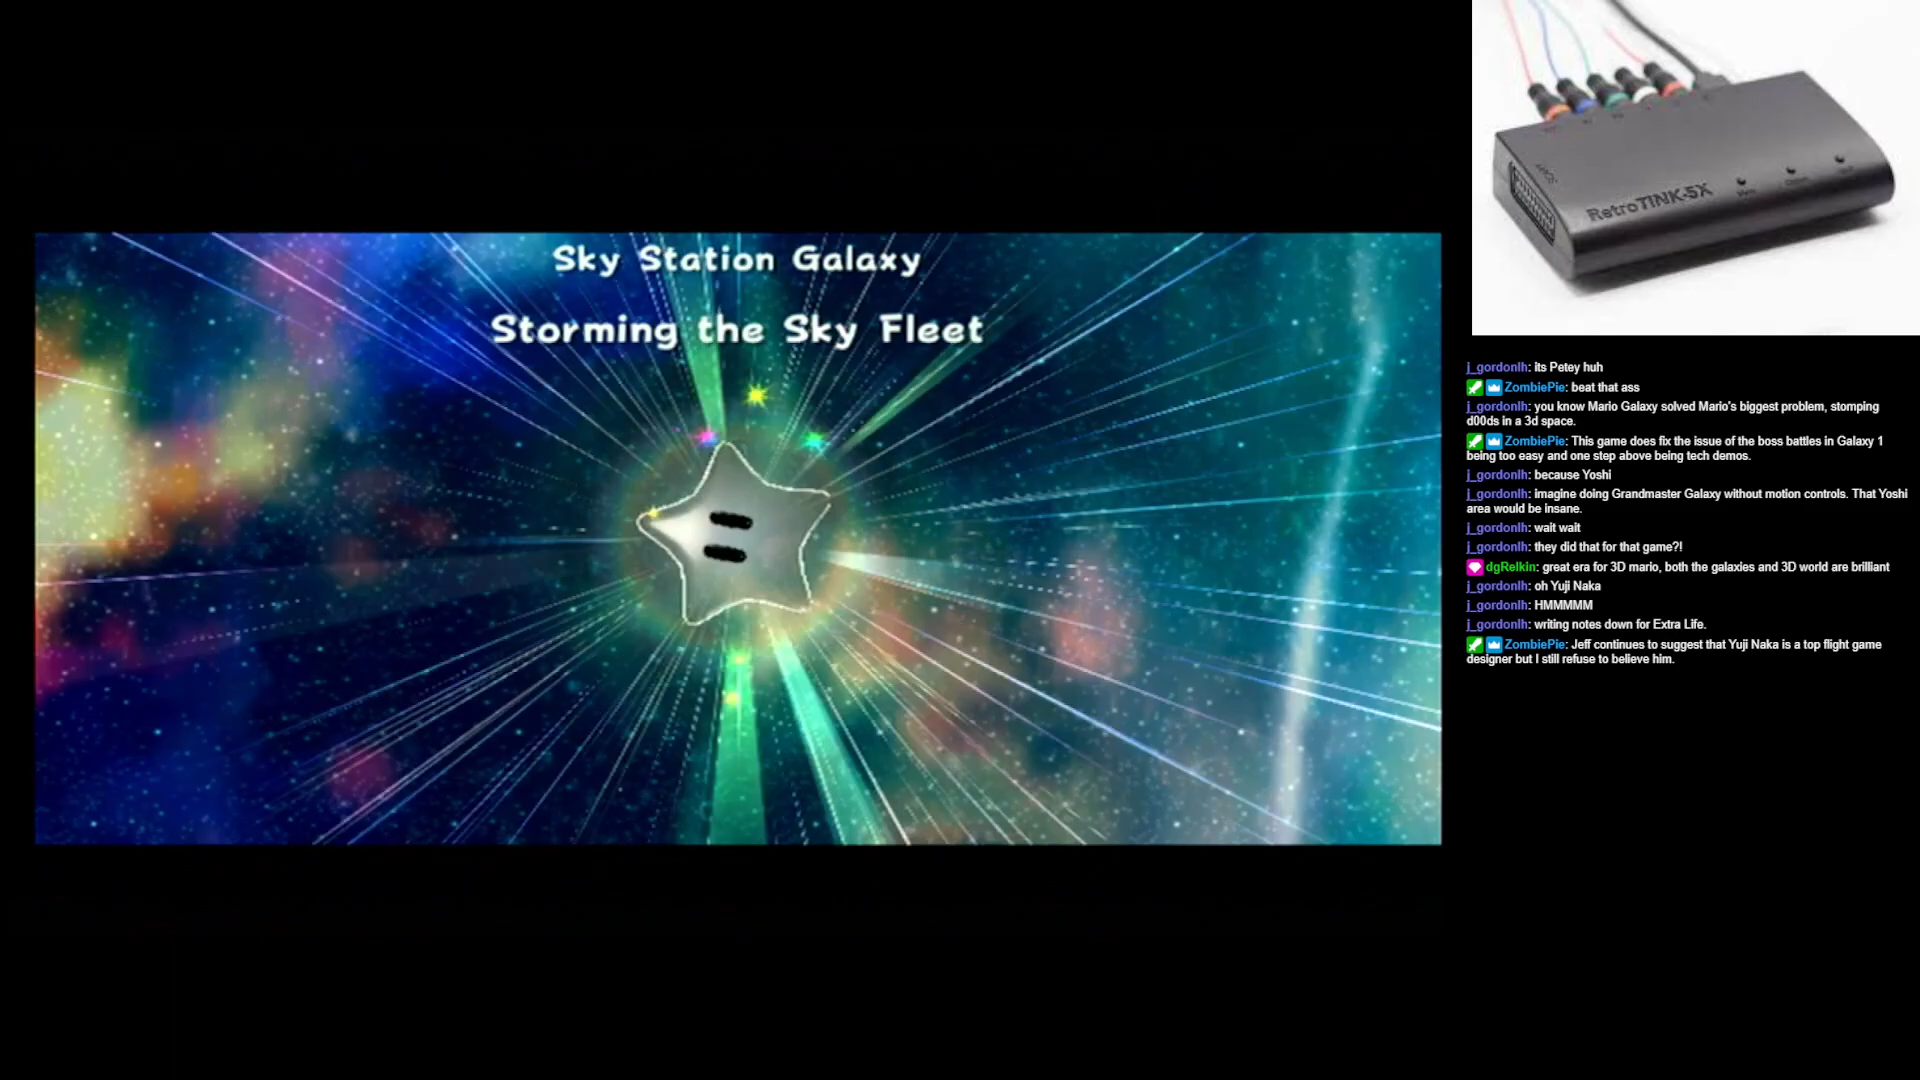 Sky Station Galaxy
Storming the Sky Fleet
RetroTINK-5X
j_gordonlh: its Petey huh
ZombiePie: beat that ass
j_gordonlh: you know Mario Galaxy solved Mario's biggest problem, stomping
d00ds in a 3d space.
ZombiePie: This game does fix the issue of the boss battles in Galaxy 1
being too easy and one step above being tech demos.
j_gordonlh: because Yoshi
j_gordonlh: imagine doing Grandmaster Galaxy without motion controls. That Yoshi
area would be insane.
j_gordonlh: wait wait
j_gordonlh: they did that for that game?!
dgRelkin: great era for 3D mario, both the galaxies and 3D world are brilliant
j_gordonlh: oh Yuji Naka
j_gordonlh: HMMMMM
j_gordonlh: writing notes down for Extra Life.
ZombiePie: Jeff continues to suggest that Yuji Naka is a top flight game
designer but I still refuse to believe him.